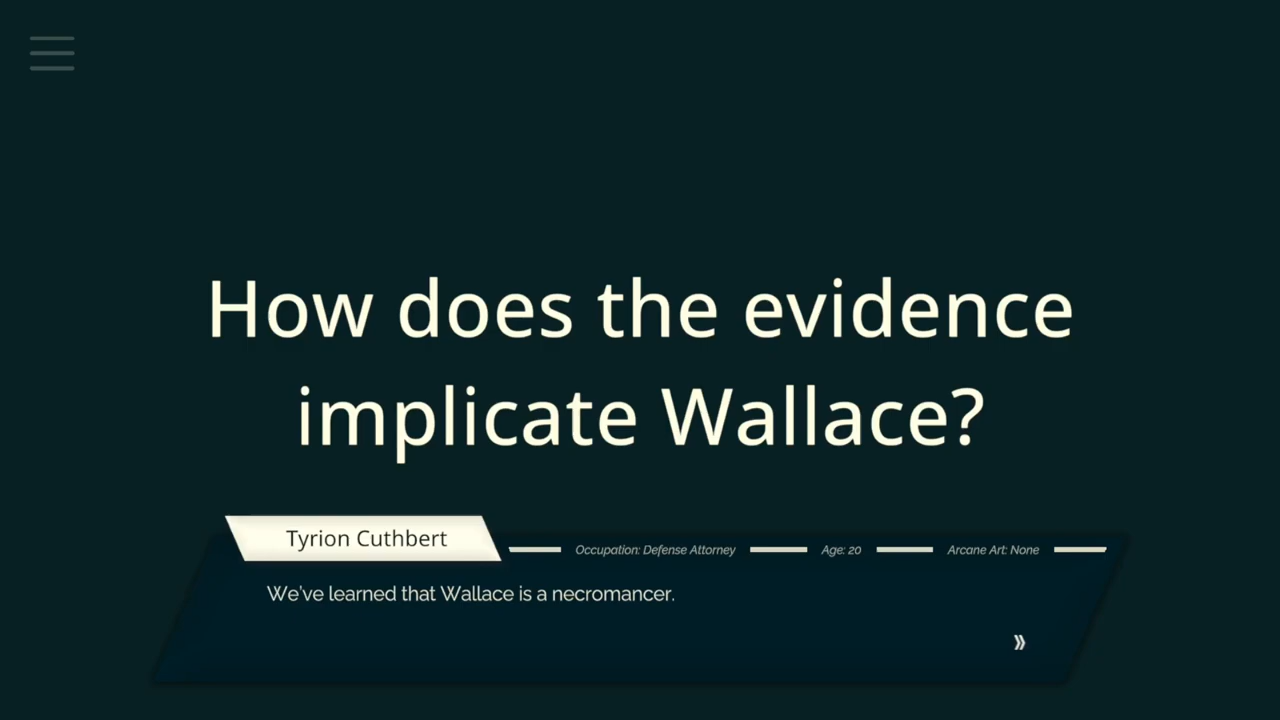 How does the evidence
implicate Wallace?
Tyrion Cuthbert
Occupation: Defense Attorney
Age: 20
Arcane Art: None
We've learned that Wallace is a necromancer.
»